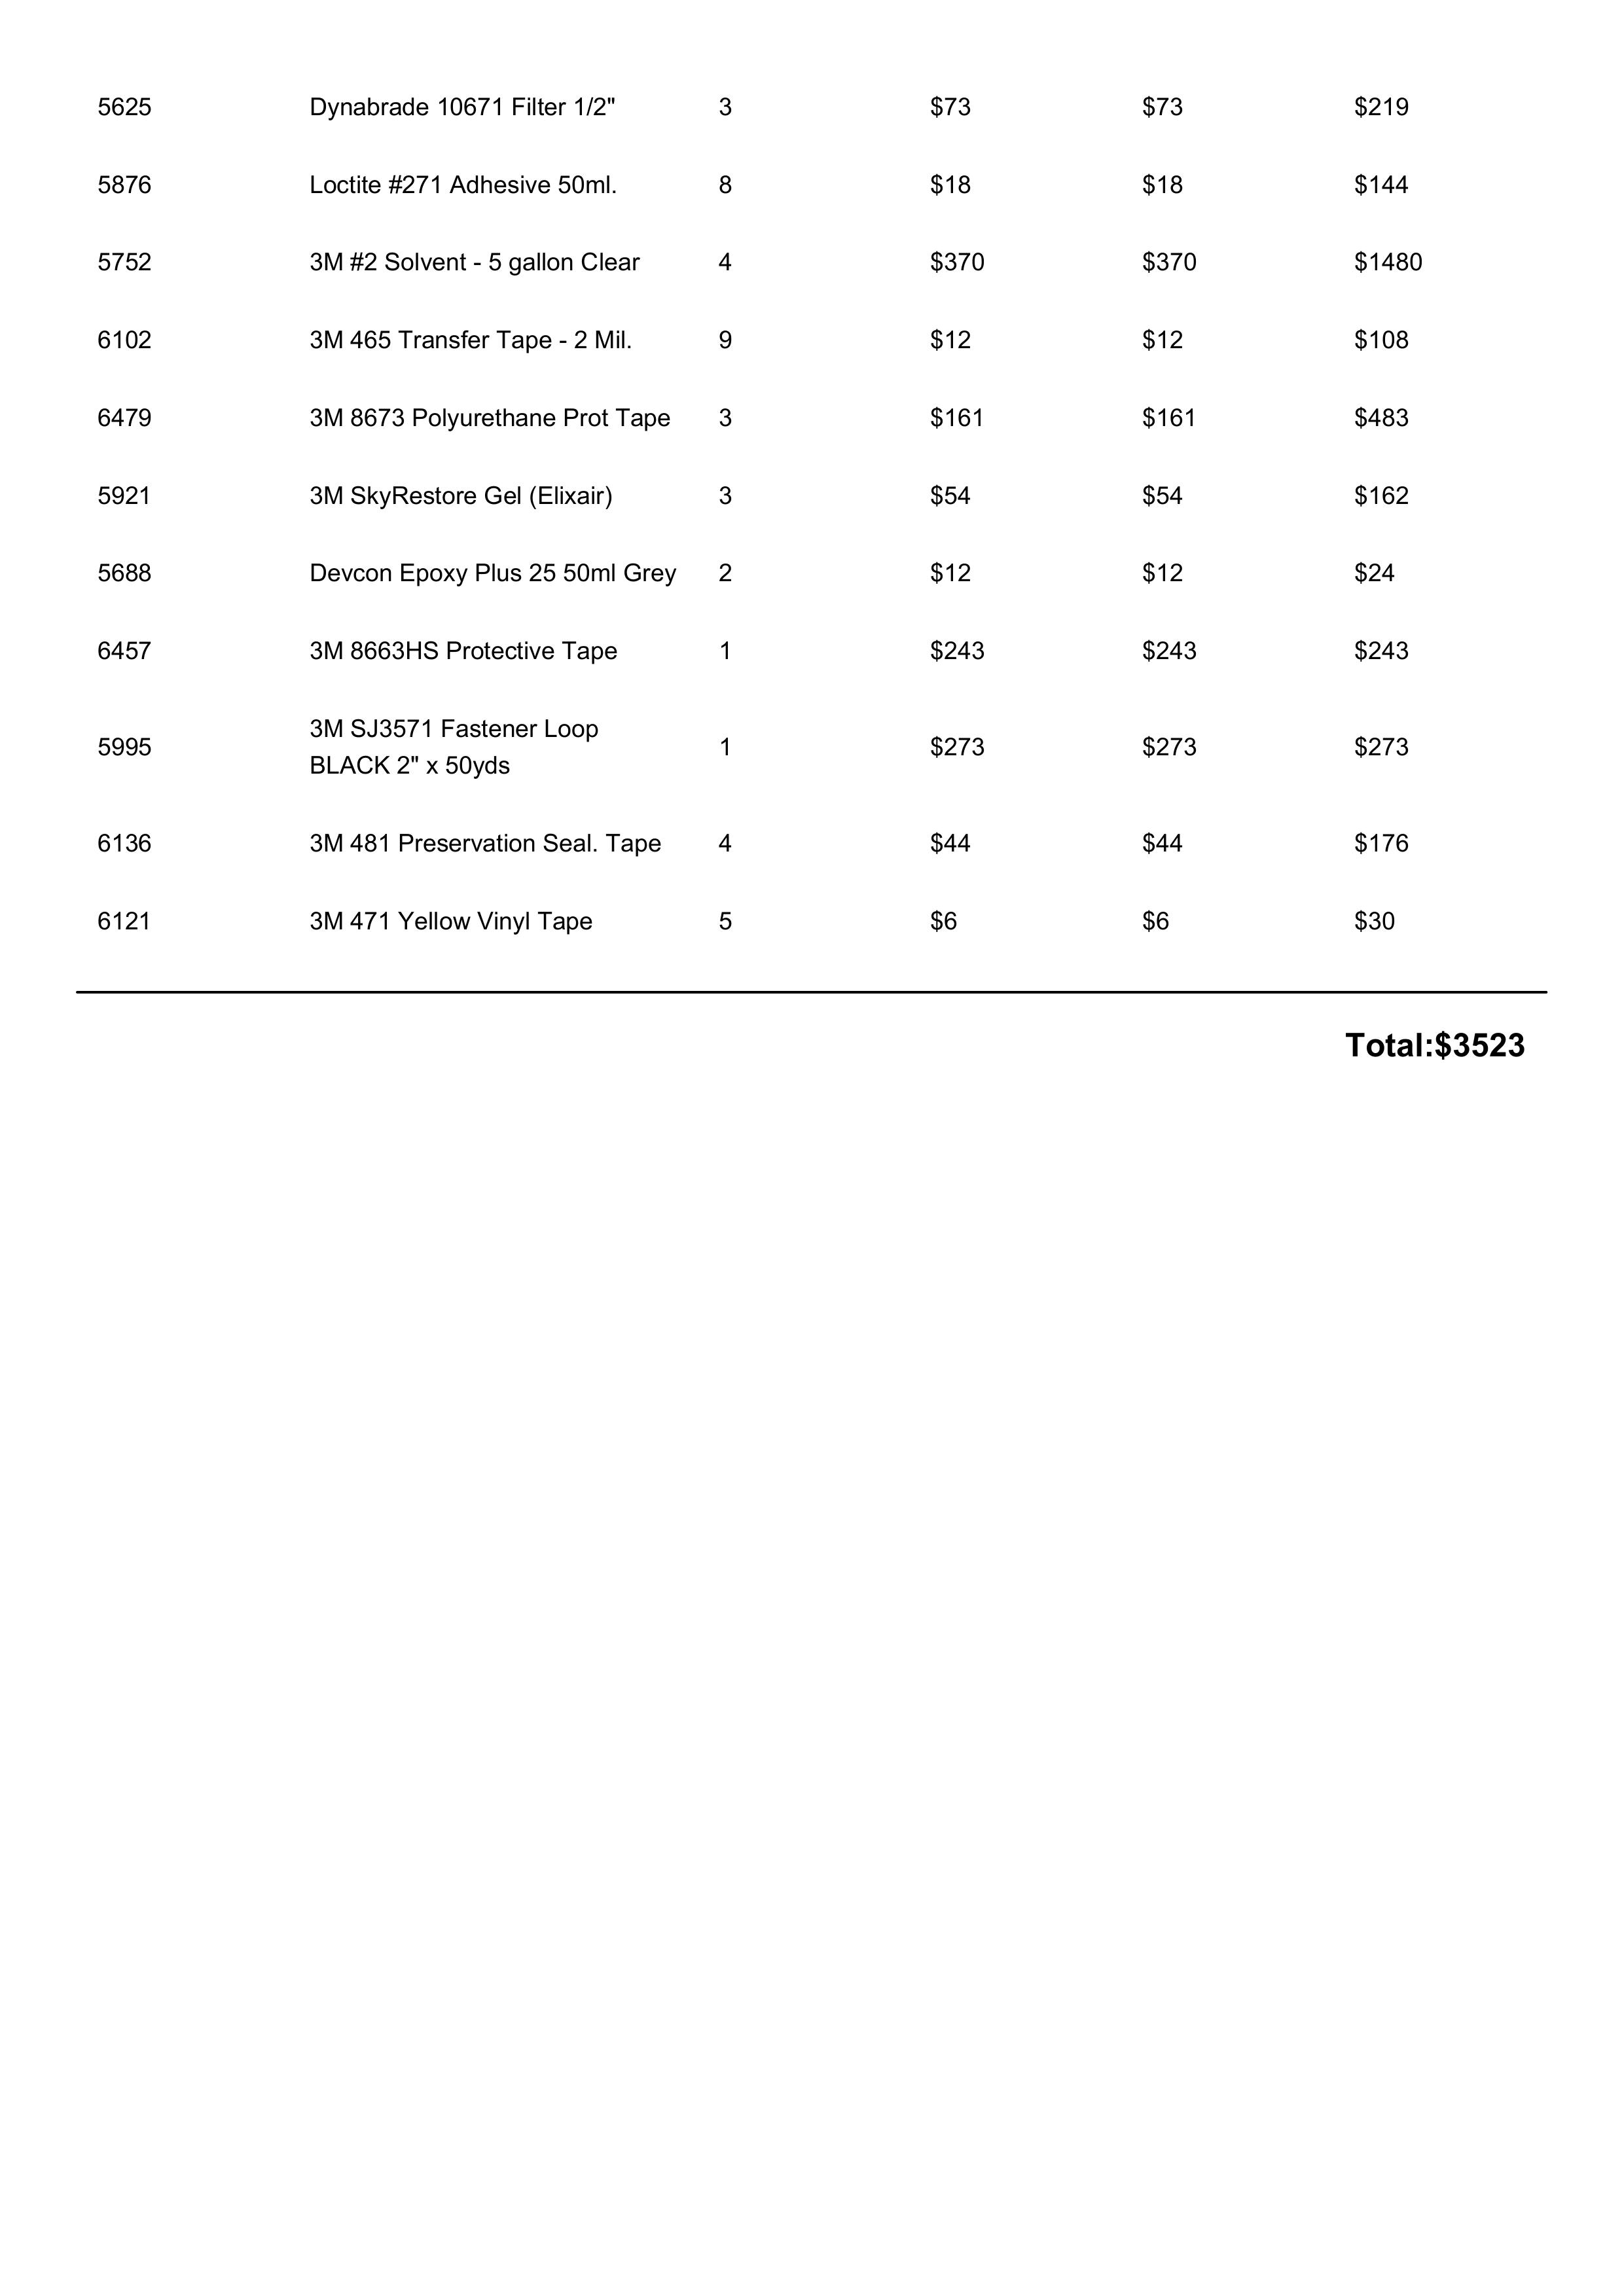 5625 Dynabrade 10671 Filter 1/2" 3 $73 $73 $219
5876 Loctite #271 Adhesive 50ml. 8 $18 $18 $144
5752 3M #2 Solvent - 5 gallon Clear 4 $370 $370 $1480
6102 3M 465 Transfer Tape - 2 Mil. 9 $12 $12 $108
6479 3M 8673 Polyurethane Prot Tape 3 $161 $161 $483
5921 3M SkyRestore Gel (Elixair) 3 $54 $54 $162
5688 Devcon Epoxy Plus 25 50ml Grey 2 $12 $12 $24
6457 3M 8663HS Protective Tape 1 $243 $243 $243
5995 3M SJ3571 Fastener Loop 1 $273 $273 $273
BLACK 2" x 50yds
6136 3M 481 Preservation Seal. Tape 4 $44 $44 $176
6121 3M 471 Yellow Vinyl Tape 5 $6 $6 $30
Total:$3523